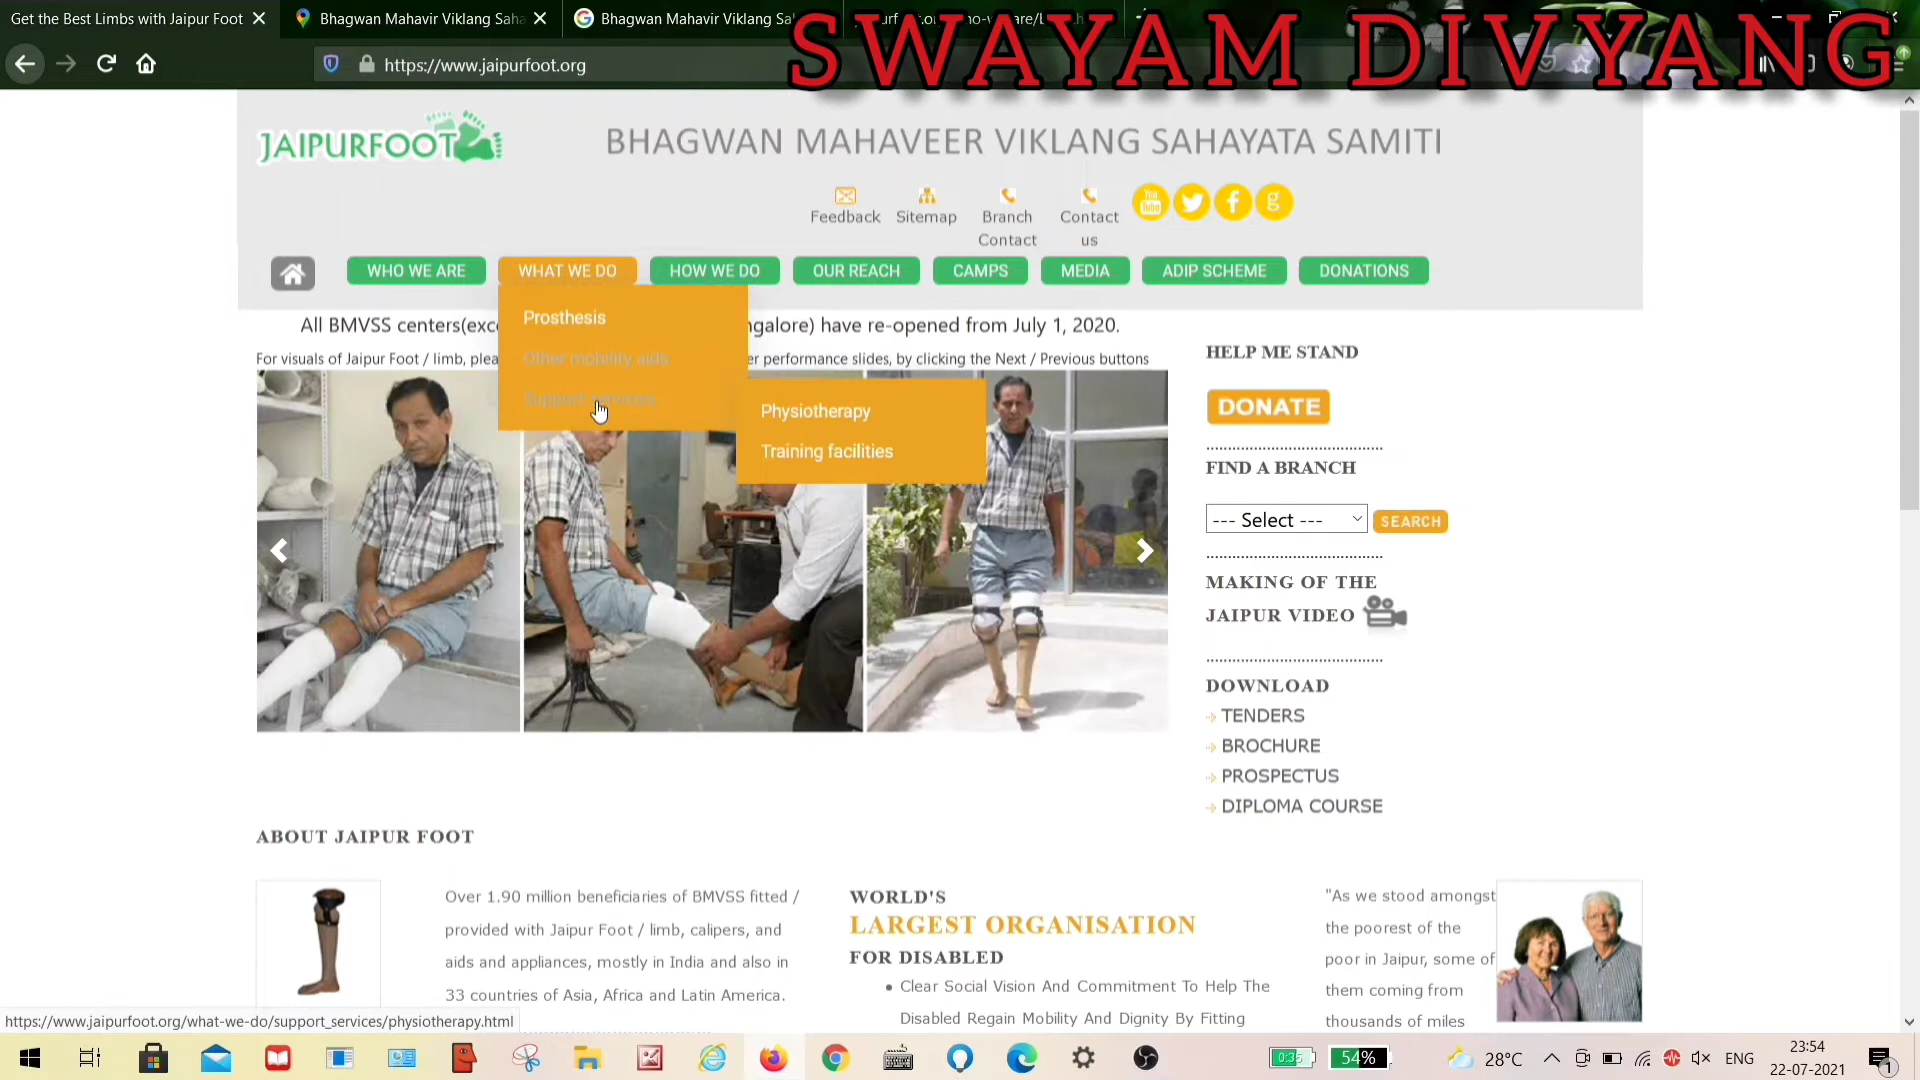 Get the Best Limbs with Jaipur Foot
Bhagwan Mahavir Viklang Saha
Bhagwan Mahavir Viklang Sa
SWAYAM DIVYANG
https://www.jaipurfoot.org
JAIPURFOOT
BHAGWAN MAHAVEER VIKLANG SAHAYATA SAMITI
Feedback
Sitemap
Branch
Contact
Contact
us
You
Tube
WHO WE ARE
WHAT WE DO
HOW WE DO
OUR REACH
CAMPS
MEDIA
ADIP SCHEME
DONATIONS
Prosthesis
Other mobility aids
Support services
Physiotherapy
Training facilities
All BMVSS centers(exc ngalore) have re-opened from July 1, 2020.
For visuals of Jaipur Foot / limb, plea er performance slides, by clicking the Next / Previous buttons
HELP ME STAND
DONATE
FIND A BRANCH
--- Select ---
SEARCH
MAKING OF THE
JAIPUR VIDEO
DOWNLOAD
TENDERS
BROCHURE
PROSPECTUS
DIPLOMA COURSE
ABOUT JAIPUR FOOT
Over 1.90 million beneficiaries of BMVSS fitted /
provided with Jaipur Foot / limb, calipers, and
aids and appliances, mostly in India and also in
33 countries of Asia, Africa and Latin America.
WORLD'S
LARGEST ORGANISATION
FOR DISABLED
• Clear Social Vision And Commitment To Help The
Disabled Regain Mobility And Dignity By Fitting
"As we stood amongst
the poorest of the
poor in Jaipur, some of
them coming from
thousands of miles
https://www.jaipurfoot.org/what-we-do/support_services/physiotherapy.html
0:35
54%
28°C
ENG
23:54
22-07-2021
1